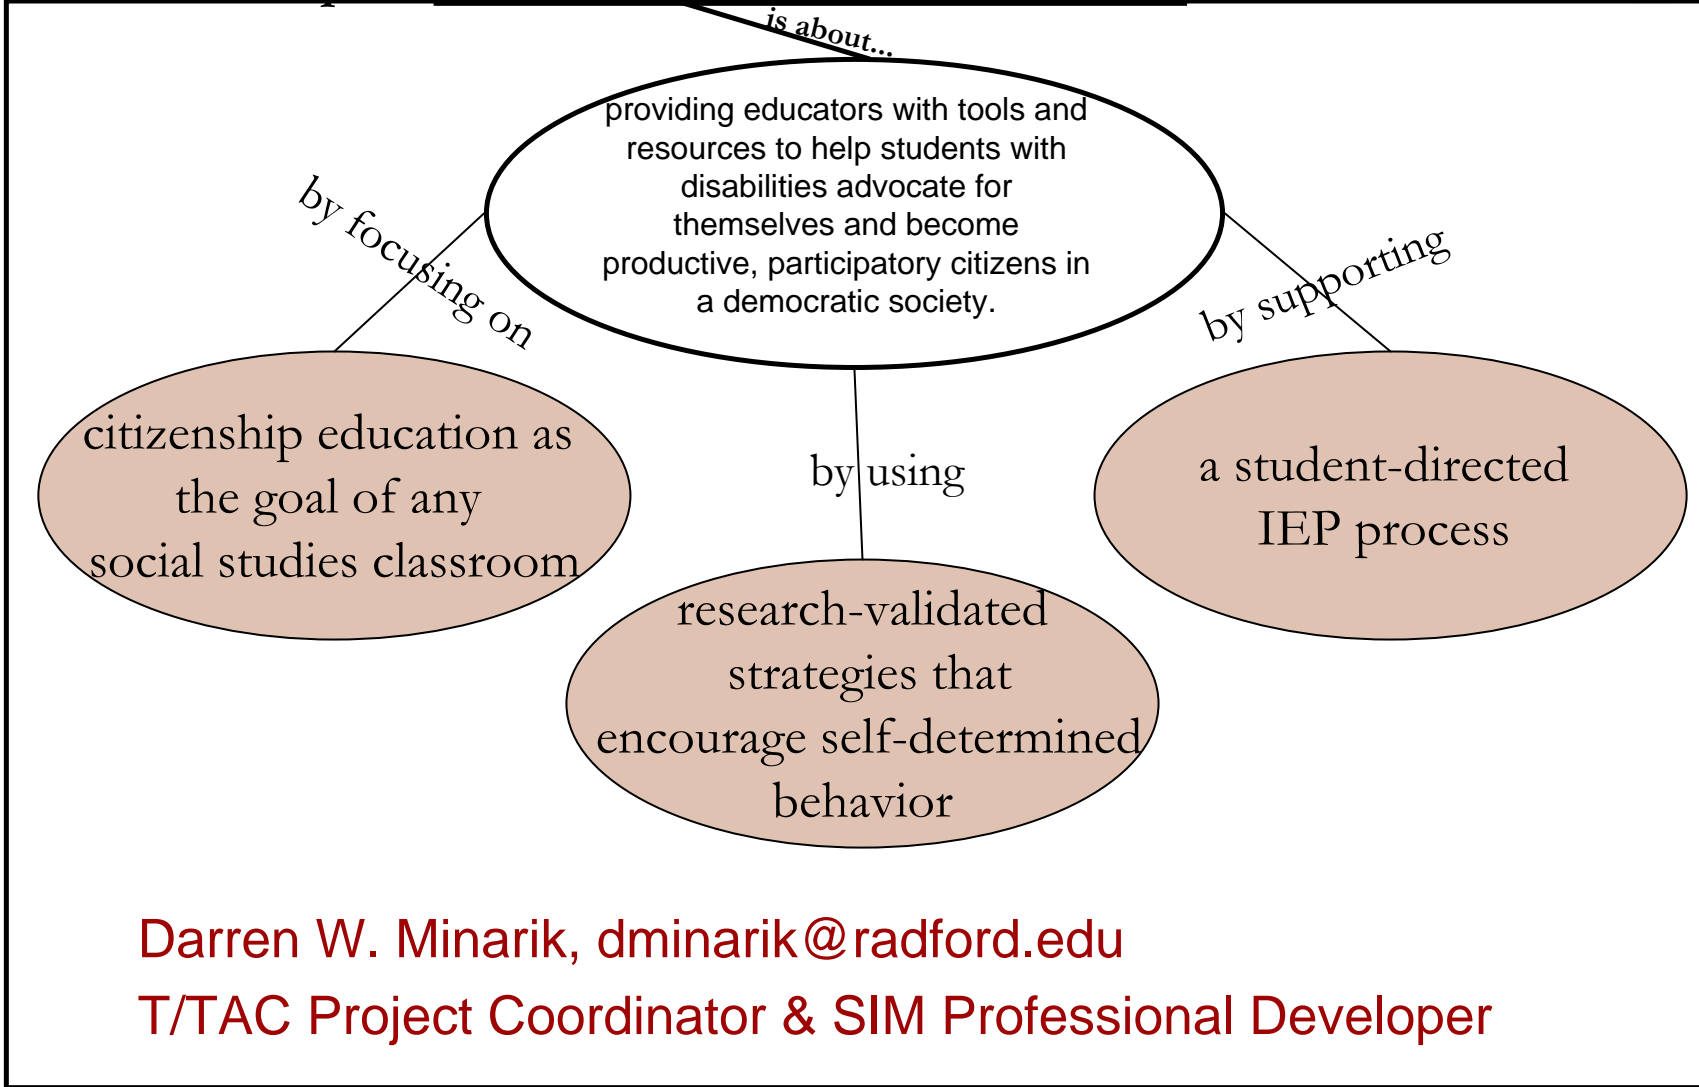 is about...
providing educators with tools and
resources to help students with
disabilities advocate for
themselves and become
productive, participatory citizens in
a democratic society.
by focusing on
by supporting
citizenship education as
the goal of any
social studies classroom
by using
a student-directed
IEP process
research-validated
strategies that
encourage self-determined
behavior
Darren W. Minarik, dminarik@radford.edu
T/TAC Project Coordinator & SIM Professional Developer